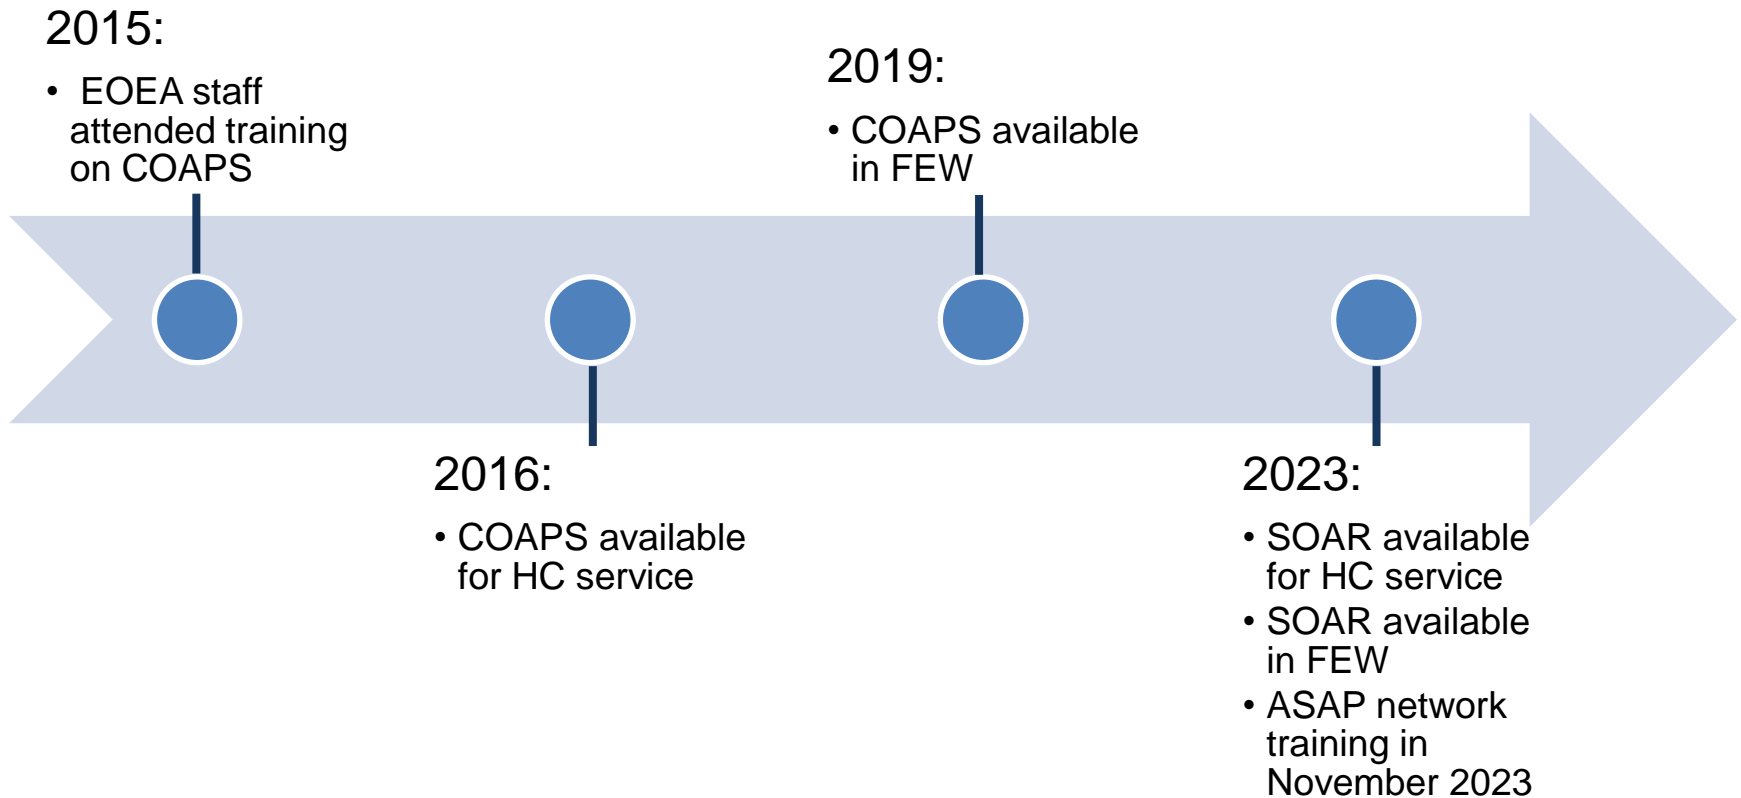 2015:
• EOEA staff
attended training
on COAPS
2016:
• COAPS available
for HC service
2019:
• COAPS available
in FEW
2023:
• SOAR available
for HC service
• SOAR available
in FEW
• ASAP network
training in
November 2023